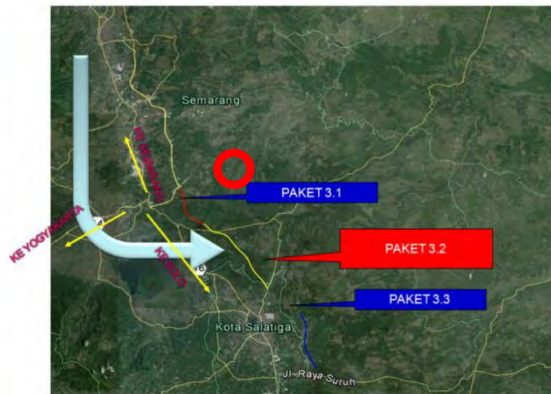 Semarang
KE SEMARANG
PAKET 3.1
KE YOGYAKARTA
PAKET 3.2
KE SOLO
PAKET 3.3
Kota Salatiga
Jl. Raya Suruh